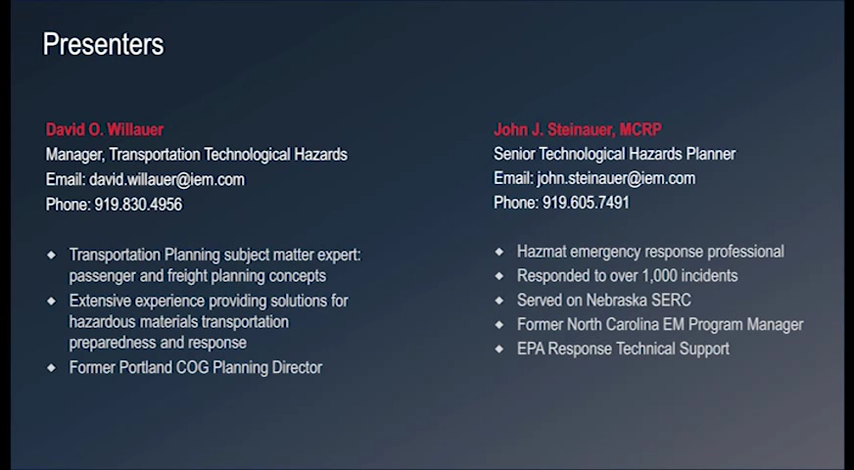 Presenters
David O. Willauer
Manager, Transportation Technological Hazards
Email: david.willauer@iem.com
Phone: 919.830.4956
◆ Transportation Planning subject matter expert:
passenger and freight planning concepts
◆ Extensive experience providing solutions for
hazardous materials transportation
preparedness and response
◆ Former Portland COG Planning Director
John J. Steinauer, MCRP
Senior Technological Hazards Planner
Email: john.steinauer@iem.com
Phone: 919.605.7491
◆ Hazmat emergency response professional
◆ Responded to over 1,000 incidents
◆ Served on Nebraska SERC
◆ Former North Carolina EM Program Manager
◆ EPA Response Technical Support